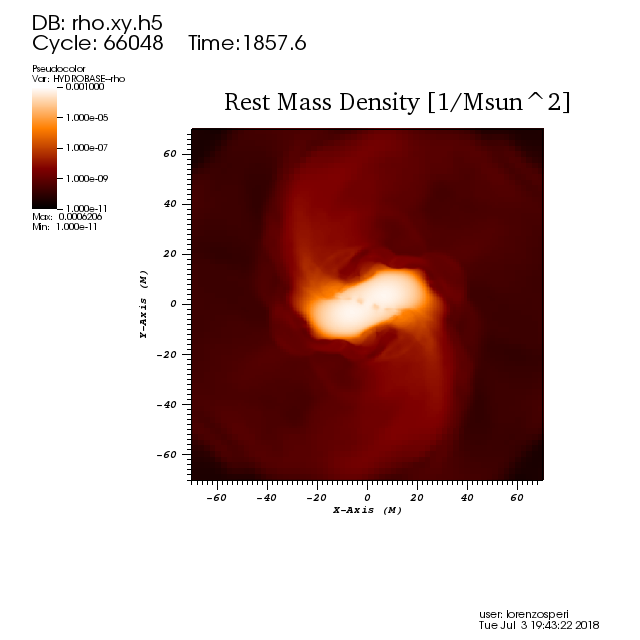 DB: rho.xy.h5
Cycle: 66048 Time:1857.6
Pseudocolor
Var: HYDROBASE--rho
0.001000
1.000e-05
1.000e-07
1.000e-09
1.000e-11
Max: 0.0006206
Min: 1.000e-11
Rest Mass Density [1/Msun^2]
60
40
20
0
-20
-40
-60
Y-Axis (M)
-60 -40 -20 0 20 40 60
X-Axis (M)
user: lorenzosperi
Tue Jul 3 19:43:22 2018